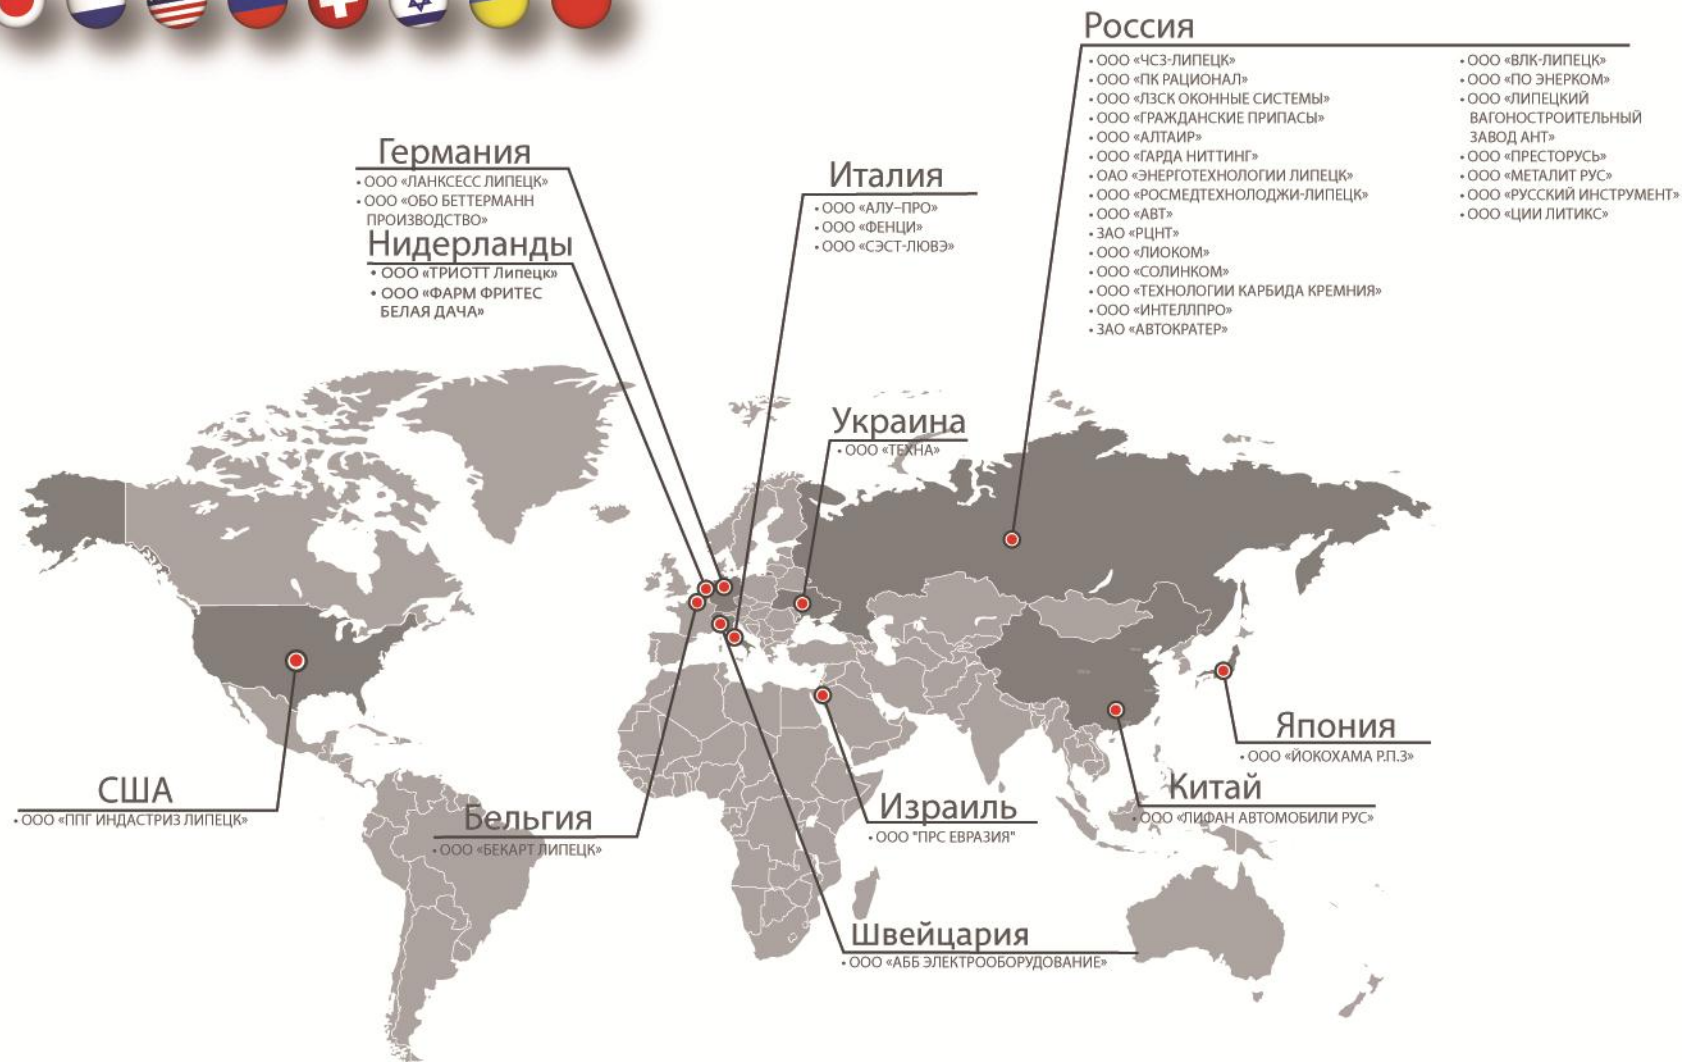 Россия
• ООО «ЧСЗ-ЛИПЕЦК»
• ООО «ПК РАЦИОНАЛ»
• ООО «ЛЗСК ОКОННЫЕ СИСТЕМЫ»
• ООО «ГРАЖДАНСКИЕ ПРИПАСЫ»
• ООО «АЛТАИР»
• ООО «ГАРДА НИТТИНГ»
• ОАО «ЭНЕРГОТЕХНОЛОГИИ ЛИПЕЦК»
• ООО «РОСМЕДТЕХНОЛОДЖИ-ЛИПЕЦК»
• ООО «АВТ»
• ЗАО «РЦНТ»
• ООО «ЛИОКОМ»
• ООО «СОЛИНКОМ»
• ООО «ТЕХНОЛОГИИ КАРБИДА КРЕМНИЯ»
• ООО «ИНТЕЛЛПРО»
• ЗАО «АВТОКРАТЕР»
• ООО «ВЛК-ЛИПЕЦК»
• ООО «ПО ЭНЕРКОМ»
• ООО «ЛИПЕЦКИЙ
ВАГОНОСТРОИТЕЛЬНЫЙ
ЗАВОД АНТ»
• ООО «ПРЕСТОРУСЬ»
• ООО «МЕТАЛИТ РУС»
• ООО «РУССКИЙ ИНСТРУМЕНТ»
• ООО «ЦИИ ЛИТИКС»
Германия
• ООО «ЛАНКСЕСС ЛИПЕЦК»
• ООО «ОБО БЕТТЕРМАНН
ПРОИЗВОДСТВО»
Нидерланды
• ООО «ТРИОТТ Липецк»
• ООО «ФАРМ ФРИТЕС
БЕЛАЯ ДАЧА»
Италия
• ООО «АЛУ–ПРО»
• ООО «ФЕНЦИ»
• ООО «СЭСТ-ЛЮВЭ»
Украина
• ООО «ТЕХНА»
Япония
• ООО «ЙОКОХАМА Р.П.З»
Китай
• ООО «ЛИФАН АВТОМОБИЛИ РУС»
США
• ООО «ППГ ИНДАСТРИЗ ЛИПЕЦК»
Бельгия
• ООО «БЕКАРТ ЛИПЕЦК»
Израиль
• ООО "ПРС ЕВРАЗИЯ"
Швейцария
• ООО «АББ ЭЛЕКТРООБОРУДОВАНИЕ»